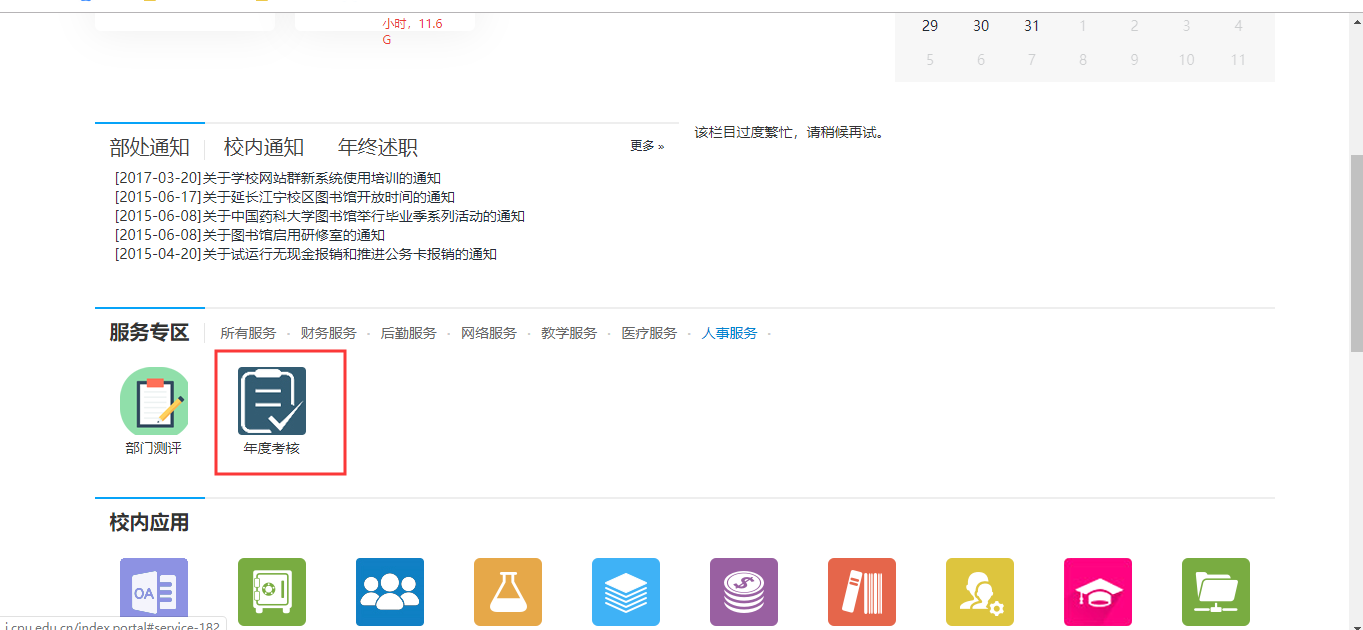 小时，11.6
G
29 30 31 1 2 3 4
5 6 7 8 9 10 11
部处通知 校内通知 年终述职 更多 »
该栏目过度繁忙，请稍候再试。
[2017-03-20]关于学校网站群新系统使用培训的通知
[2015-06-17]关于延长江宁校区图书馆开放时间的通知
[2015-06-08]关于中国药科大学图书馆举行毕业季系列活动的通知
[2015-06-08]关于图书馆启用研修室的通知
[2015-04-20]关于试运行无现金报销和推进公务卡报销的通知
服务专区 所有服务 - 财务服务 - 后勤服务 - 网络服务 - 教学服务 - 医疗服务 - 人事服务 -
部门测评 年度考核
校内应用
OA
i.cpu.edu.cn/index.portal#service-182